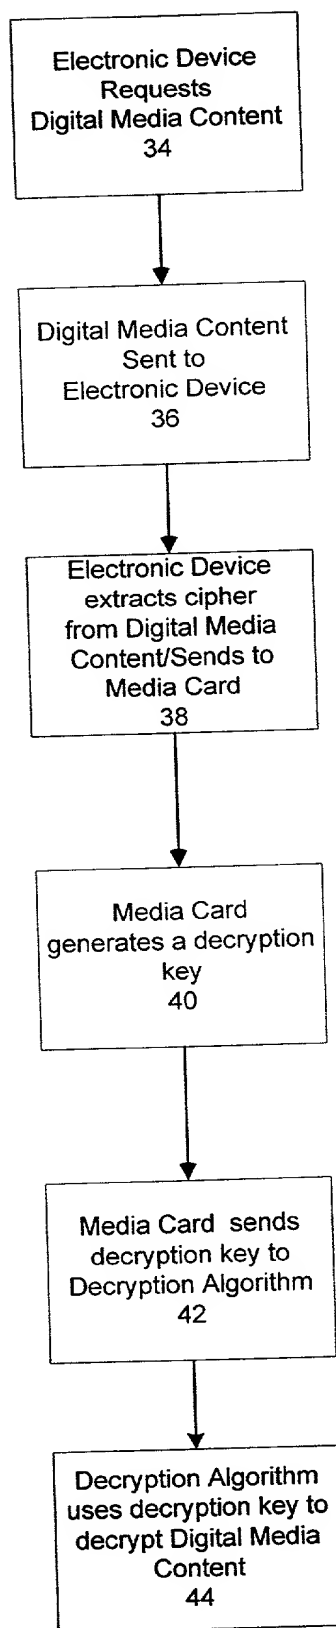 Electronic Device
Requests
Digital Media Content
34
Digital Media Content
Sent to
Electronic Device
36
Electronic Device
extracts cipher
from Digital Media
Content/Sends to
Media Card
38
Media Card
generates a decryption
key
40
Media Card sends
decryption key to
Decryption Algorithm
42
Decryption Algorithm
uses decryption key to
decrypt Digital Media
Content
44